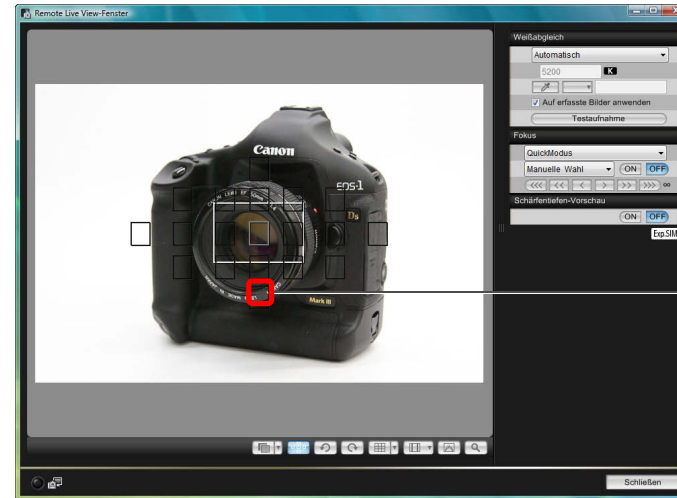 Remote Live View-Fenster
Weißabgleich
Automatisch
5200
K
Auf erfasste Bilder anwenden
Testaufnahme
Fokus
QuickModus
Manuelle Wahl
ON OFF
<<< << < > >> >>> ∞
Schärfentiefen-Vorschau
ON OFF
Exp.SIM
Canon
EOS-1
Ds
Mark III
Schließen